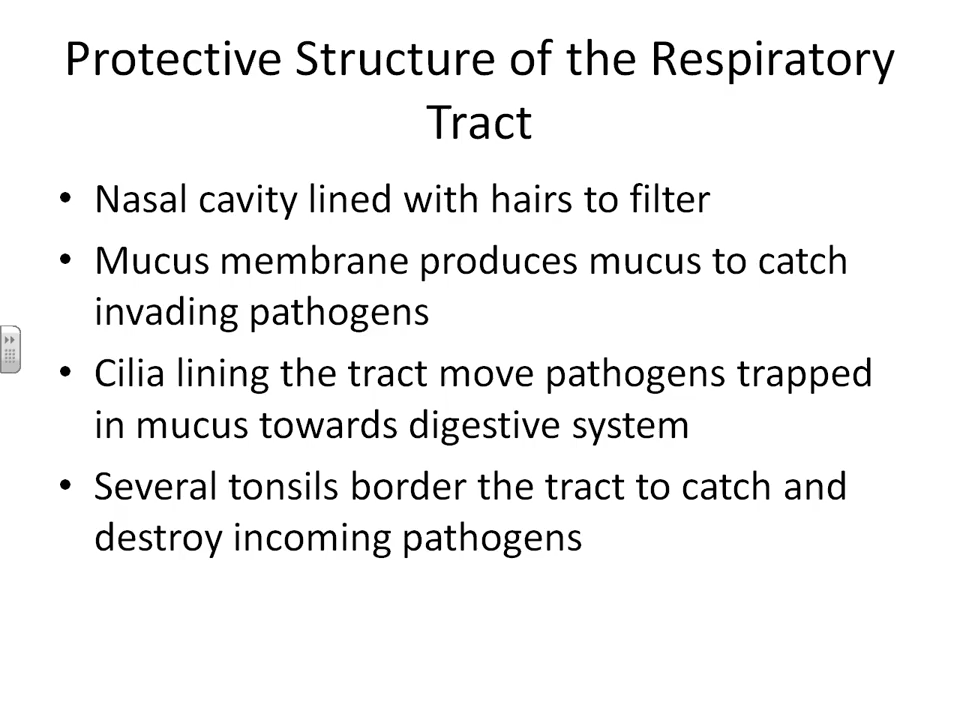 Protective Structure of the Respiratory
Tract
• Nasal cavity lined with hairs to filter
• Mucus membrane produces mucus to catch
invading pathogens
• Cilia lining the tract move pathogens trapped
in mucus towards digestive system
• Several tonsils border the tract to catch and
destroy incoming pathogens